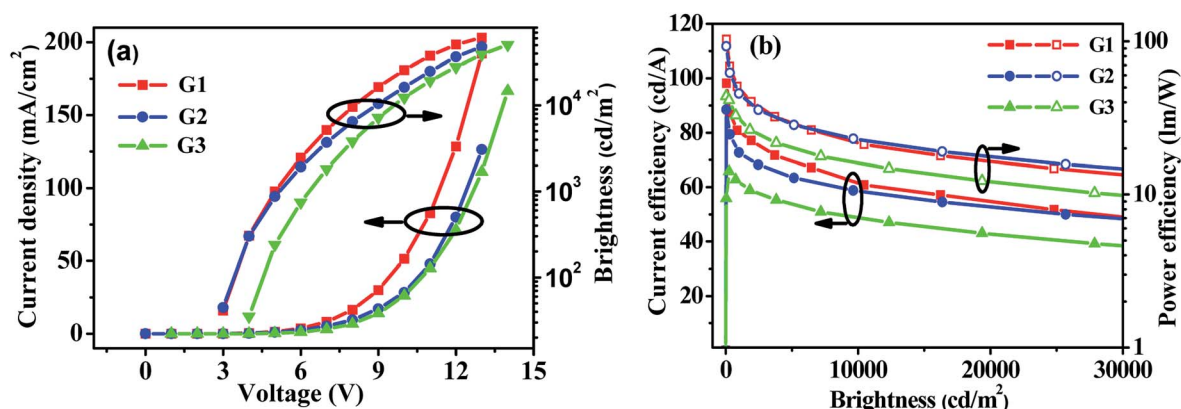 (a)
G1
G2
G3
Current density (mA/cm²)
200
150
100
50
0
0 3 6 9 12 15
Voltage (V)
10⁴
10³
10²
Brightness (cd/m²)
(b)
G1
G2
G3
Current efficiency (cd/A)
120
100
80
60
40
20
0 10000 20000 30000
Brightness (cd/m²)
100
10
1
Power efficiency (lm/W)